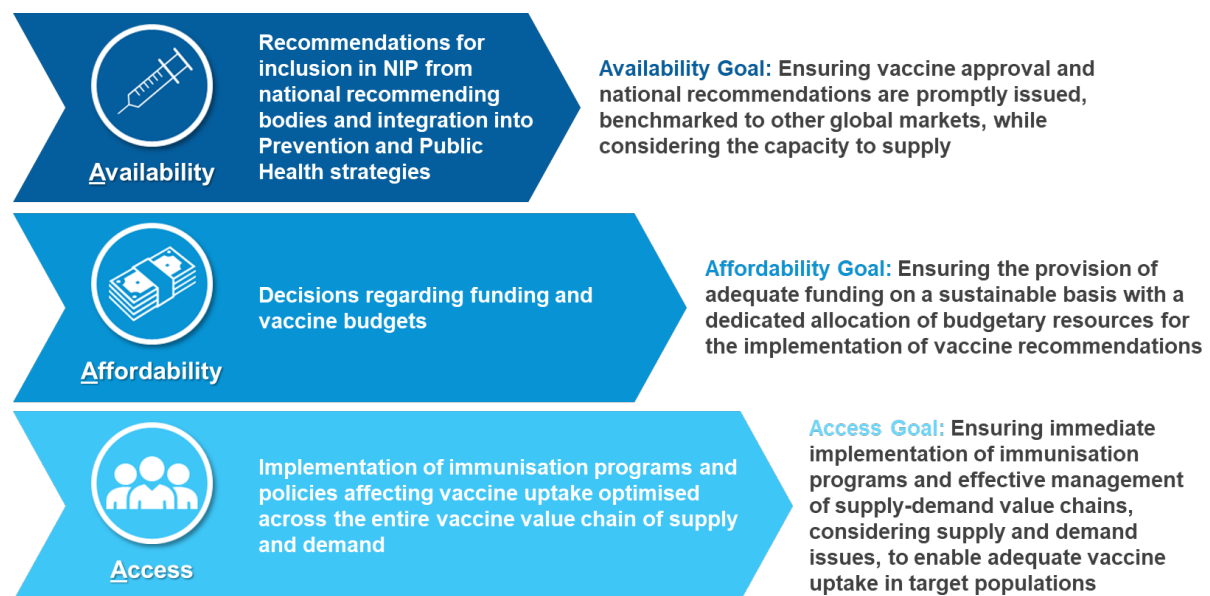 Recommendations for
inclusion in NIP from
national recommending
bodies and integration into
Prevention and Public
Health strategies
Availability
Availability Goal: Ensuring vaccine approval and
national recommendations are promptly issued,
benchmarked to other global markets, while
considering the capacity to supply
Decisions regarding funding and
vaccine budgets
Affordability
Affordability Goal: Ensuring the provision of
adequate funding on a sustainable basis with a
dedicated allocation of budgetary resources for
the implementation of vaccine recommendations
Implementation of immunisation programs and
policies affecting vaccine uptake optimised
across the entire vaccine value chain of supply
and demand
Access
Access Goal: Ensuring immediate
implementation of immunisation
programs and effective management
of supply-demand value chains,
considering supply and demand
issues, to enable adequate vaccine
uptake in target populations